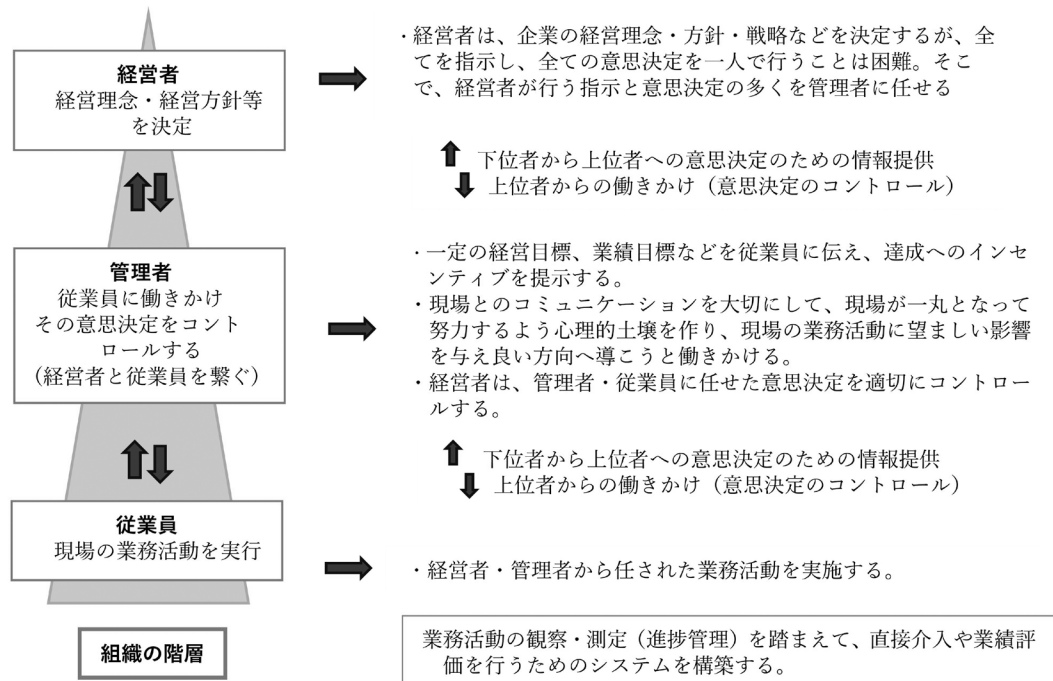 経営者
経営理念・経営方針等
を決定
・経営者は、企業の経営理念・方針・戦略などを決定するが、全
てを指示し、全ての意思決定を一人で行うことは困難。そこ
で、経営者が行う指示と意思決定の多くを管理者に任せる
下位者から上位者への意思決定のための情報提供
上位者からの働きかけ（意思決定のコントロール）
管理者
従業員に働きかけ
その意思決定をコント
ロールする
（経営者と従業員を繋ぐ）
・一定の経営目標、業績目標などを従業員に伝え、達成へのインセ
ンティブを提示する。
・現場とのコミュニケーションを大切にして、現場が一丸となって
努力するよう心理的土壌を作り、現場の業務活動に望ましい影響
を与え良い方向へ導こうと働きかける。
・経営者は、管理者・従業員に任せた意思決定を適切にコントロー
ルする。
下位者から上位者への意思決定のための情報提供
上位者からの働きかけ（意思決定のコントロール）
従業員
現場の業務活動を実行
・経営者・管理者から任された業務活動を実施する。
組織の階層
業務活動の観察・測定（進捗管理）を踏まえて、直接介入や業績評
価を行うためのシステムを構築する。